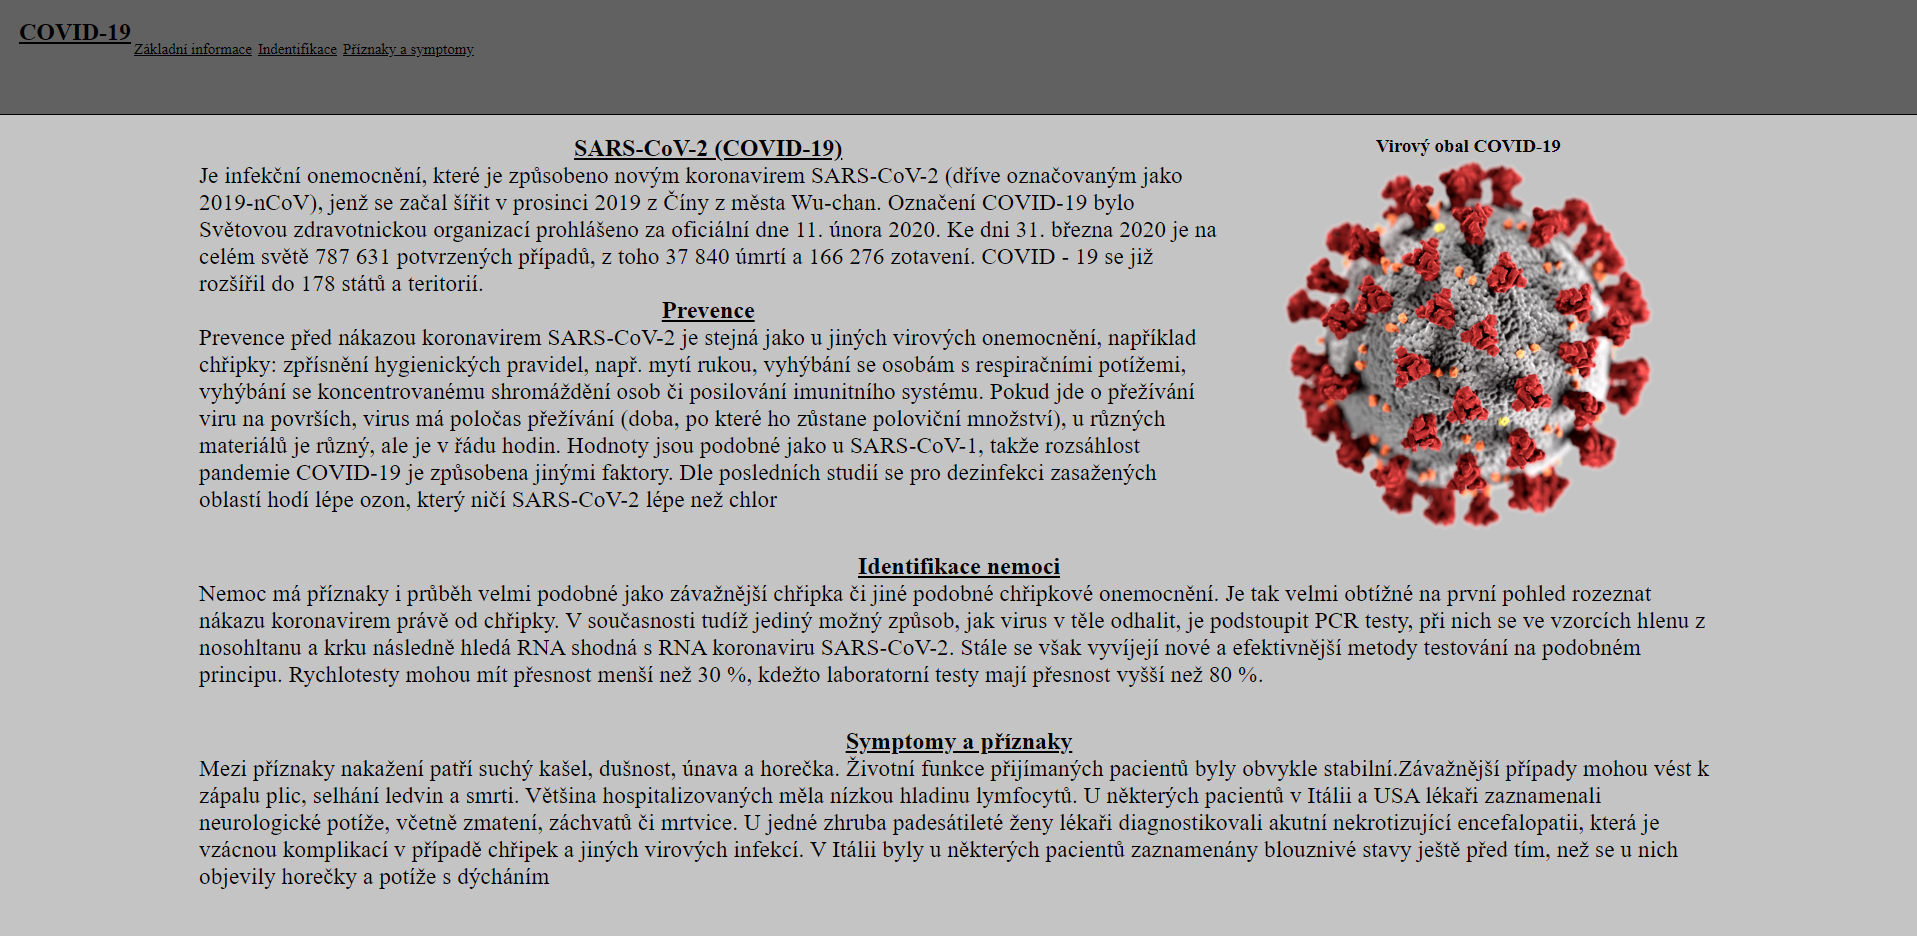 COVID-19
Základní informace Indentifikace Příznaky a symptomy
SARS-CoV-2 (COVID-19)
Je infekční onemocnění, které je způsobeno novým koronavirem SARS-CoV-2 (dříve označovaným jako
2019-nCoV), jenž se začal šířit v prosinci 2019 z Číny z města Wu-chan. Označení COVID-19 bylo
Světovou zdravotnickou organizací prohlášeno za oficiální dne 11. února 2020. Ke dni 31. března 2020 je na
celém světě 787 631 potvrzených případů, z toho 37 840 úmrtí a 166 276 zotavení. COVID - 19 se již
rozšířil do 178 států a teritorií.
Prevence
Prevence před nákazou koronavirem SARS-CoV-2 je stejná jako u jiných virových onemocnění, například
chřipky: zpřísnění hygienických pravidel, např. mytí rukou, vyhýbání se osobám s respiračními potížemi,
vyhýbání se koncentrovanému shromáždění osob či posilování imunitního systému. Pokud jde o přežívání
viru na površích, virus má poločas přežívání (doba, po které ho zůstane poloviční množství), u různých
materiálů je různý, ale je v řádu hodin. Hodnoty jsou podobné jako u SARS-CoV-1, takže rozsáhlost
pandemie COVID-19 je způsobena jinými faktory. Dle posledních studií se pro dezinfekci zasažených
oblastí hodí lépe ozon, který ničí SARS-CoV-2 lépe než chlor
Virový obal COVID-19
Identifikace nemoci
Nemoc má příznaky i průběh velmi podobné jako závažnější chřipka či jiné podobné chřipkové onemocnění. Je tak velmi obtížné na první pohled rozeznat
nákazu koronavirem právě od chřipky. V současnosti tudíž jediný možný způsob, jak virus v těle odhalit, je podstoupit PCR testy, při nich se ve vzorcích hlenu z
nosohltanu a krku následně hledá RNA shodná s RNA koronaviru SARS-CoV-2. Stále se však vyvíjejí nové a efektivnější metody testování na podobném
principu. Rychlotesty mohou mít přesnost menší než 30 %, kdežto laboratorní testy mají přesnost vyšší než 80 %.
Symptomy a příznaky
Mezi příznaky nakažení patří suchý kašel, dušnost, únava a horečka. Životní funkce přijímaných pacientů byly obvykle stabilní.Závažnější případy mohou vést k
zápalu plic, selhání ledvin a smrti. Většina hospitalizovaných měla nízkou hladinu lymfocytů. U některých pacientů v Itálii a USA lékaři zaznamenali
neurologické potíže, včetně zmatení, záchvatů či mrtvice. U jedné zhruba padesátileté ženy lékaři diagnostikovali akutní nekrotizující encefalopatii, která je
vzácnou komplikací v případě chřipek a jiných virových infekcí. V Itálii byly u některých pacientů zaznamenány blouznivé stavy ještě před tím, než se u nich
objevily horečky a potíže s dýcháním